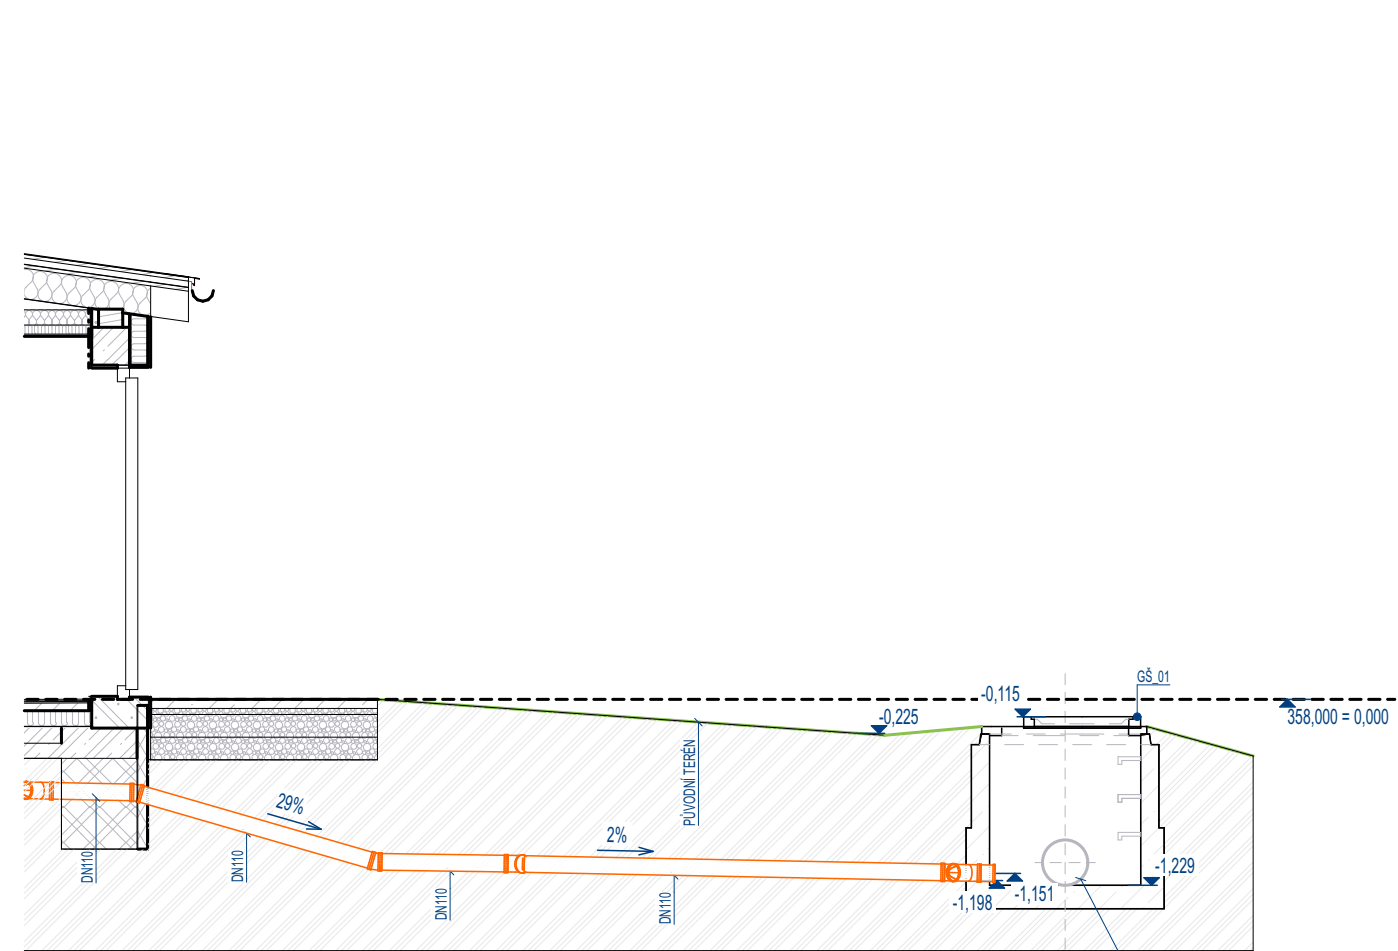 GŠ_01
-0,115
-0,225
358,000 = 0,000
PŮVODNÍ TERÉN
29%
2%
DN110
DN110
DN110
DN110
-1,229
-1,151
-1,198